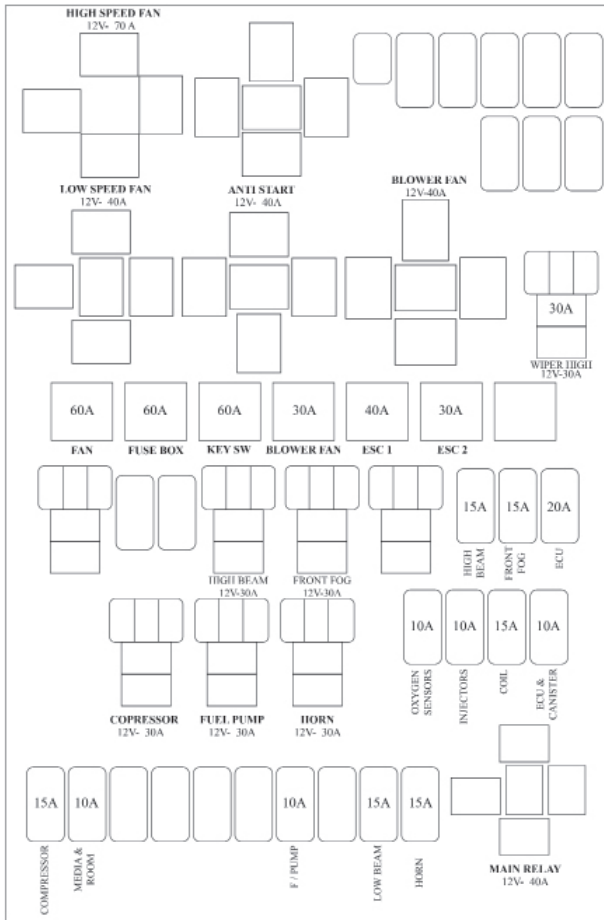 HIGH SPEED FAN
12V- 70 A
LOW SPEED FAN
12V- 40A
ANTI START
12V- 40A
BLOWER FAN
12V-40A
30A
WIPER HIGH
12V-30A
60A
60A
60A
30A
40A
30A
FAN
FUSE BOX
KEY SW
BLOWER FAN
ESC 1
ESC 2
15A
15A
20A
HIGH
BEAM
FRONT
FOG
ECU
HIGH BEAM
12V-30A
FRONT FOG
12V-30A
10A
10A
15A
10A
OXYGEN
SENSORS
INJECTORS
COIL
ECU &
CANISTER
COPRESSOR
12V- 30A
FUEL PUMP
12V- 30A
HORN
12V- 30A
15A
10A
10A
15A
15A
COMPRESSOR
MEDIA &
ROOM
F / PUMP
LOW BEAM
HORN
MAIN RELAY
12V- 40A